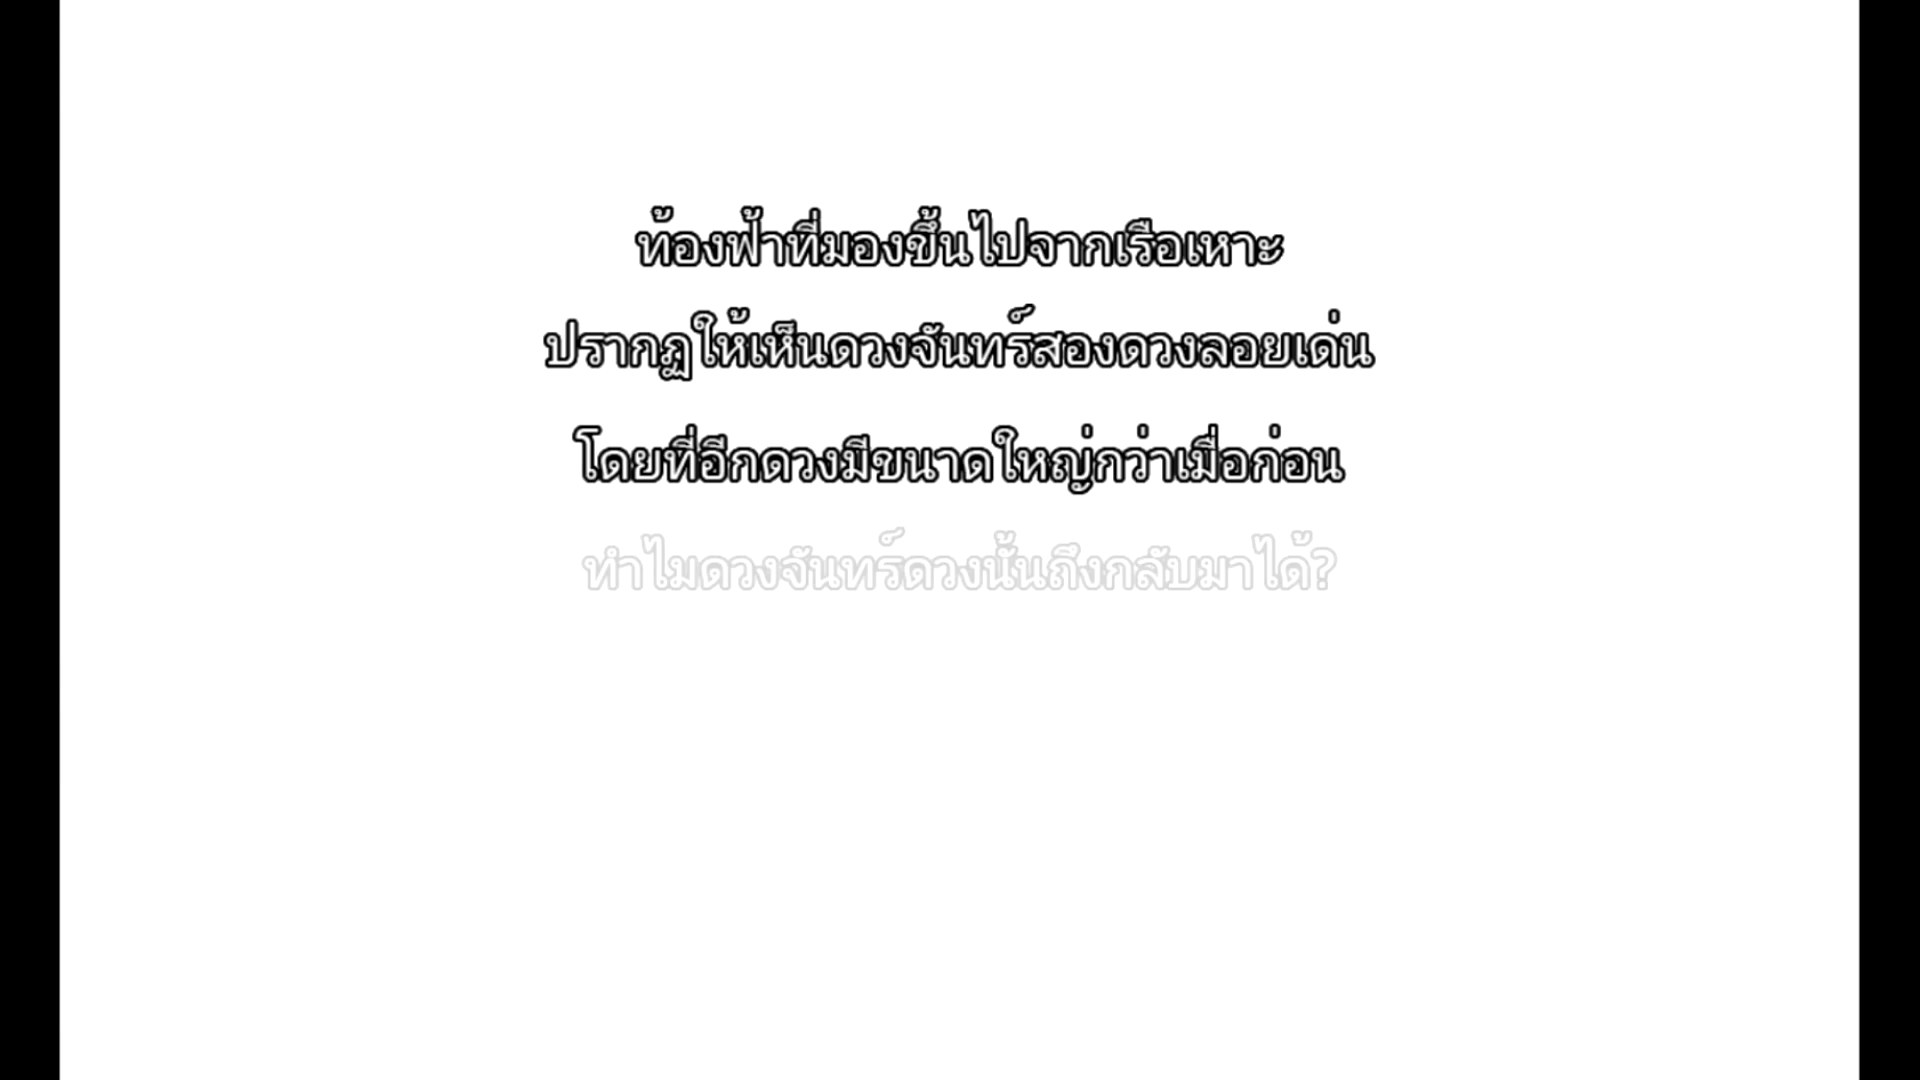 ท้องฟ้าที่มองขึ้นไปจากเรือเหาะ
ปรากฏให้เห็นดวงจันทร์สองดวงลอยเด่น
โดยที่อีกดวงมีขนาดใหญ่กว่าเมื่อก่อน
ทำไมดวงจันทร์ดวงนั้นถึงกลับมาได้?